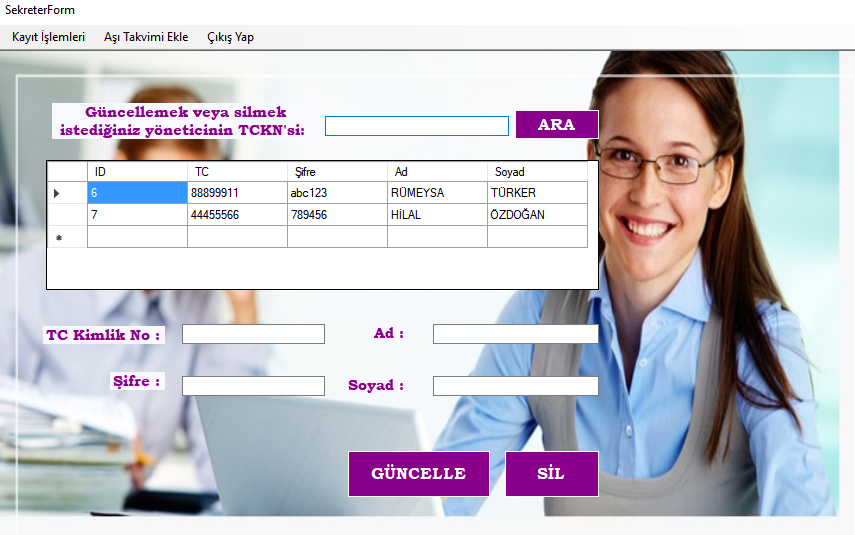 SekreterForm
Kayıt İşlemleri Aşı Takvimi Ekle Çıkış Yap
Güncellemek veya silmek
istediğiniz yöneticinin TCKN'si:
ARA
ID TC Şifre Ad Soyad
6 88899911 abc123 RÜMEYSA TÜRKER
7 44455566 789456 HİLAL ÖZDOĞAN
TC Kimlik No : Ad :
Şifre : Soyad :
GÜNCELLE SİL